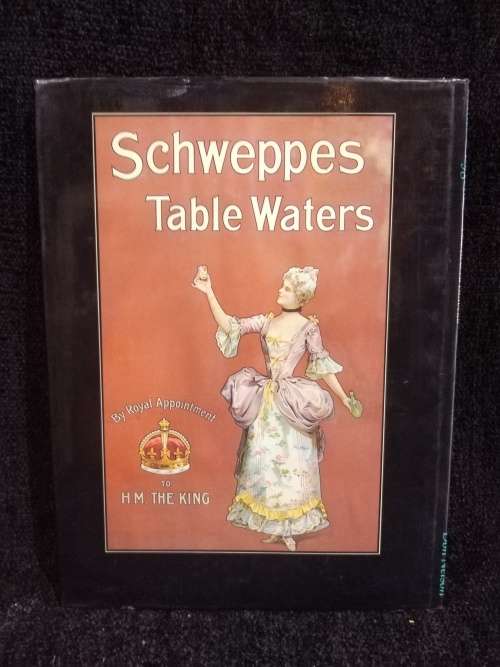 Schweppes
Table Waters
By Royal Appointment
TO
H M. THE KING